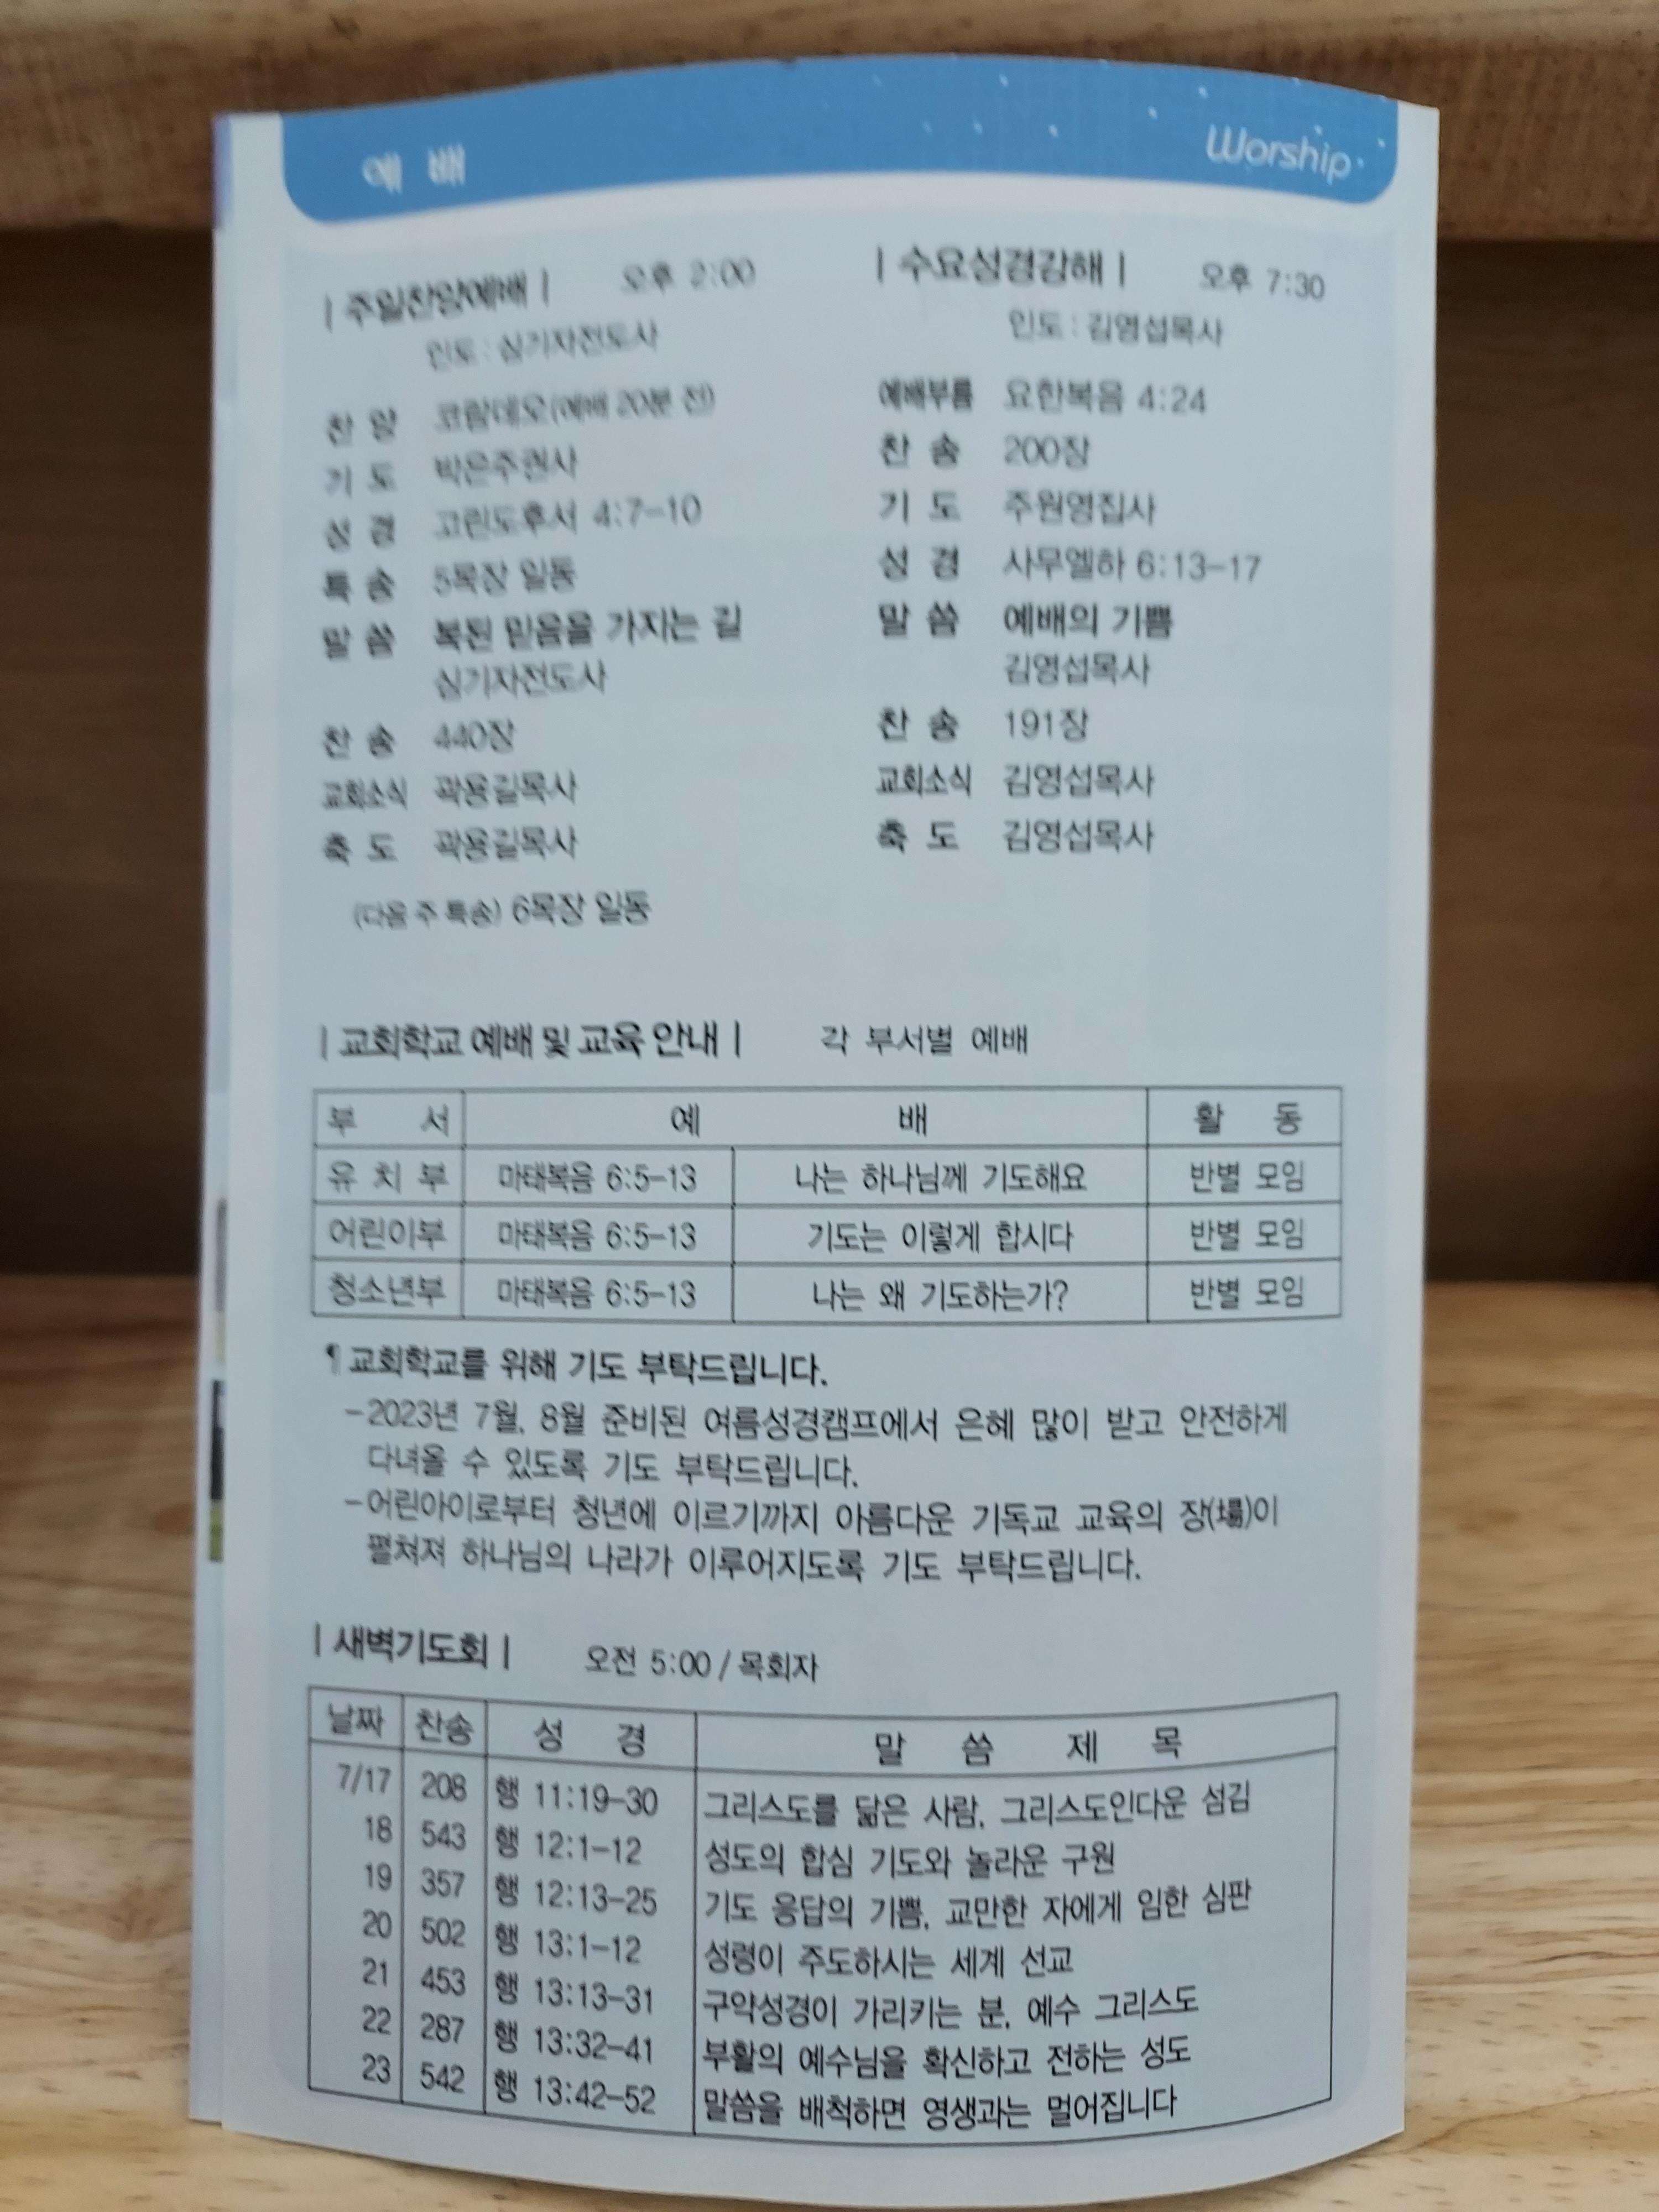 예 배
Worship
| 주일찬양예배 | 오후 2:00
인도 : 심기자전도사
찬 양 코람데오(예배 20분 전)
기 도 박은주권사
성 경 고린도후서 4:7-10
특 송 5목장 일동
말 씀 복된 믿음을 가지는 길
심기자전도사
찬 송 440장
교회소식 곽용길목사
축 도 곽용길목사
(다음 주 특송) 6목장 일동
| 수요성경강해 | 오후 7:30
인도 : 김영섭목사
예배부름 요한복음 4:24
찬 송 200장
기 도 주원영집사
성 경 사무엘하 6:13-17
말 씀 예배의 기쁨
김영섭목사
찬 송 191장
교회소식 김영섭목사
축 도 김영섭목사
| 교회학교 예배 및 교육 안내 | 각 부서별 예배
부 서 예 배 활 동
유 치 부 마태복음 6:5-13 나는 하나님께 기도해요 반별 모임
어린이부 마태복음 6:5-13 기도는 이렇게 합시다 반별 모임
청소년부 마태복음 6:5-13 나는 왜 기도하는가? 반별 모임
¶ 교회학교를 위해 기도 부탁드립니다.
-2023년 7월, 8월 준비된 여름성경캠프에서 은혜 많이 받고 안전하게
다녀올 수 있도록 기도 부탁드립니다.
-어린아이로부터 청년에 이르기까지 아름다운 기독교 교육의 장(場)이
펼쳐져 하나님의 나라가 이루어지도록 기도 부탁드립니다.
| 새벽기도회 | 오전 5:00 / 목회자
날짜 찬송 성 경 말 씀 제 목
7/17 208 행 11:19-30 그리스도를 닮은 사람, 그리스도인다운 섬김
18 543 행 12:1-12 성도의 합심 기도와 놀라운 구원
19 357 행 12:13-25 기도 응답의 기쁨, 교만한 자에게 임한 심판
20 502 행 13:1-12 성령이 주도하시는 세계 선교
21 453 행 13:13-31 구약성경이 가리키는 분, 예수 그리스도
22 287 행 13:32-41 부활의 예수님을 확신하고 전하는 성도
23 542 행 13:42-52 말씀을 배척하면 영생과는 멀어집니다